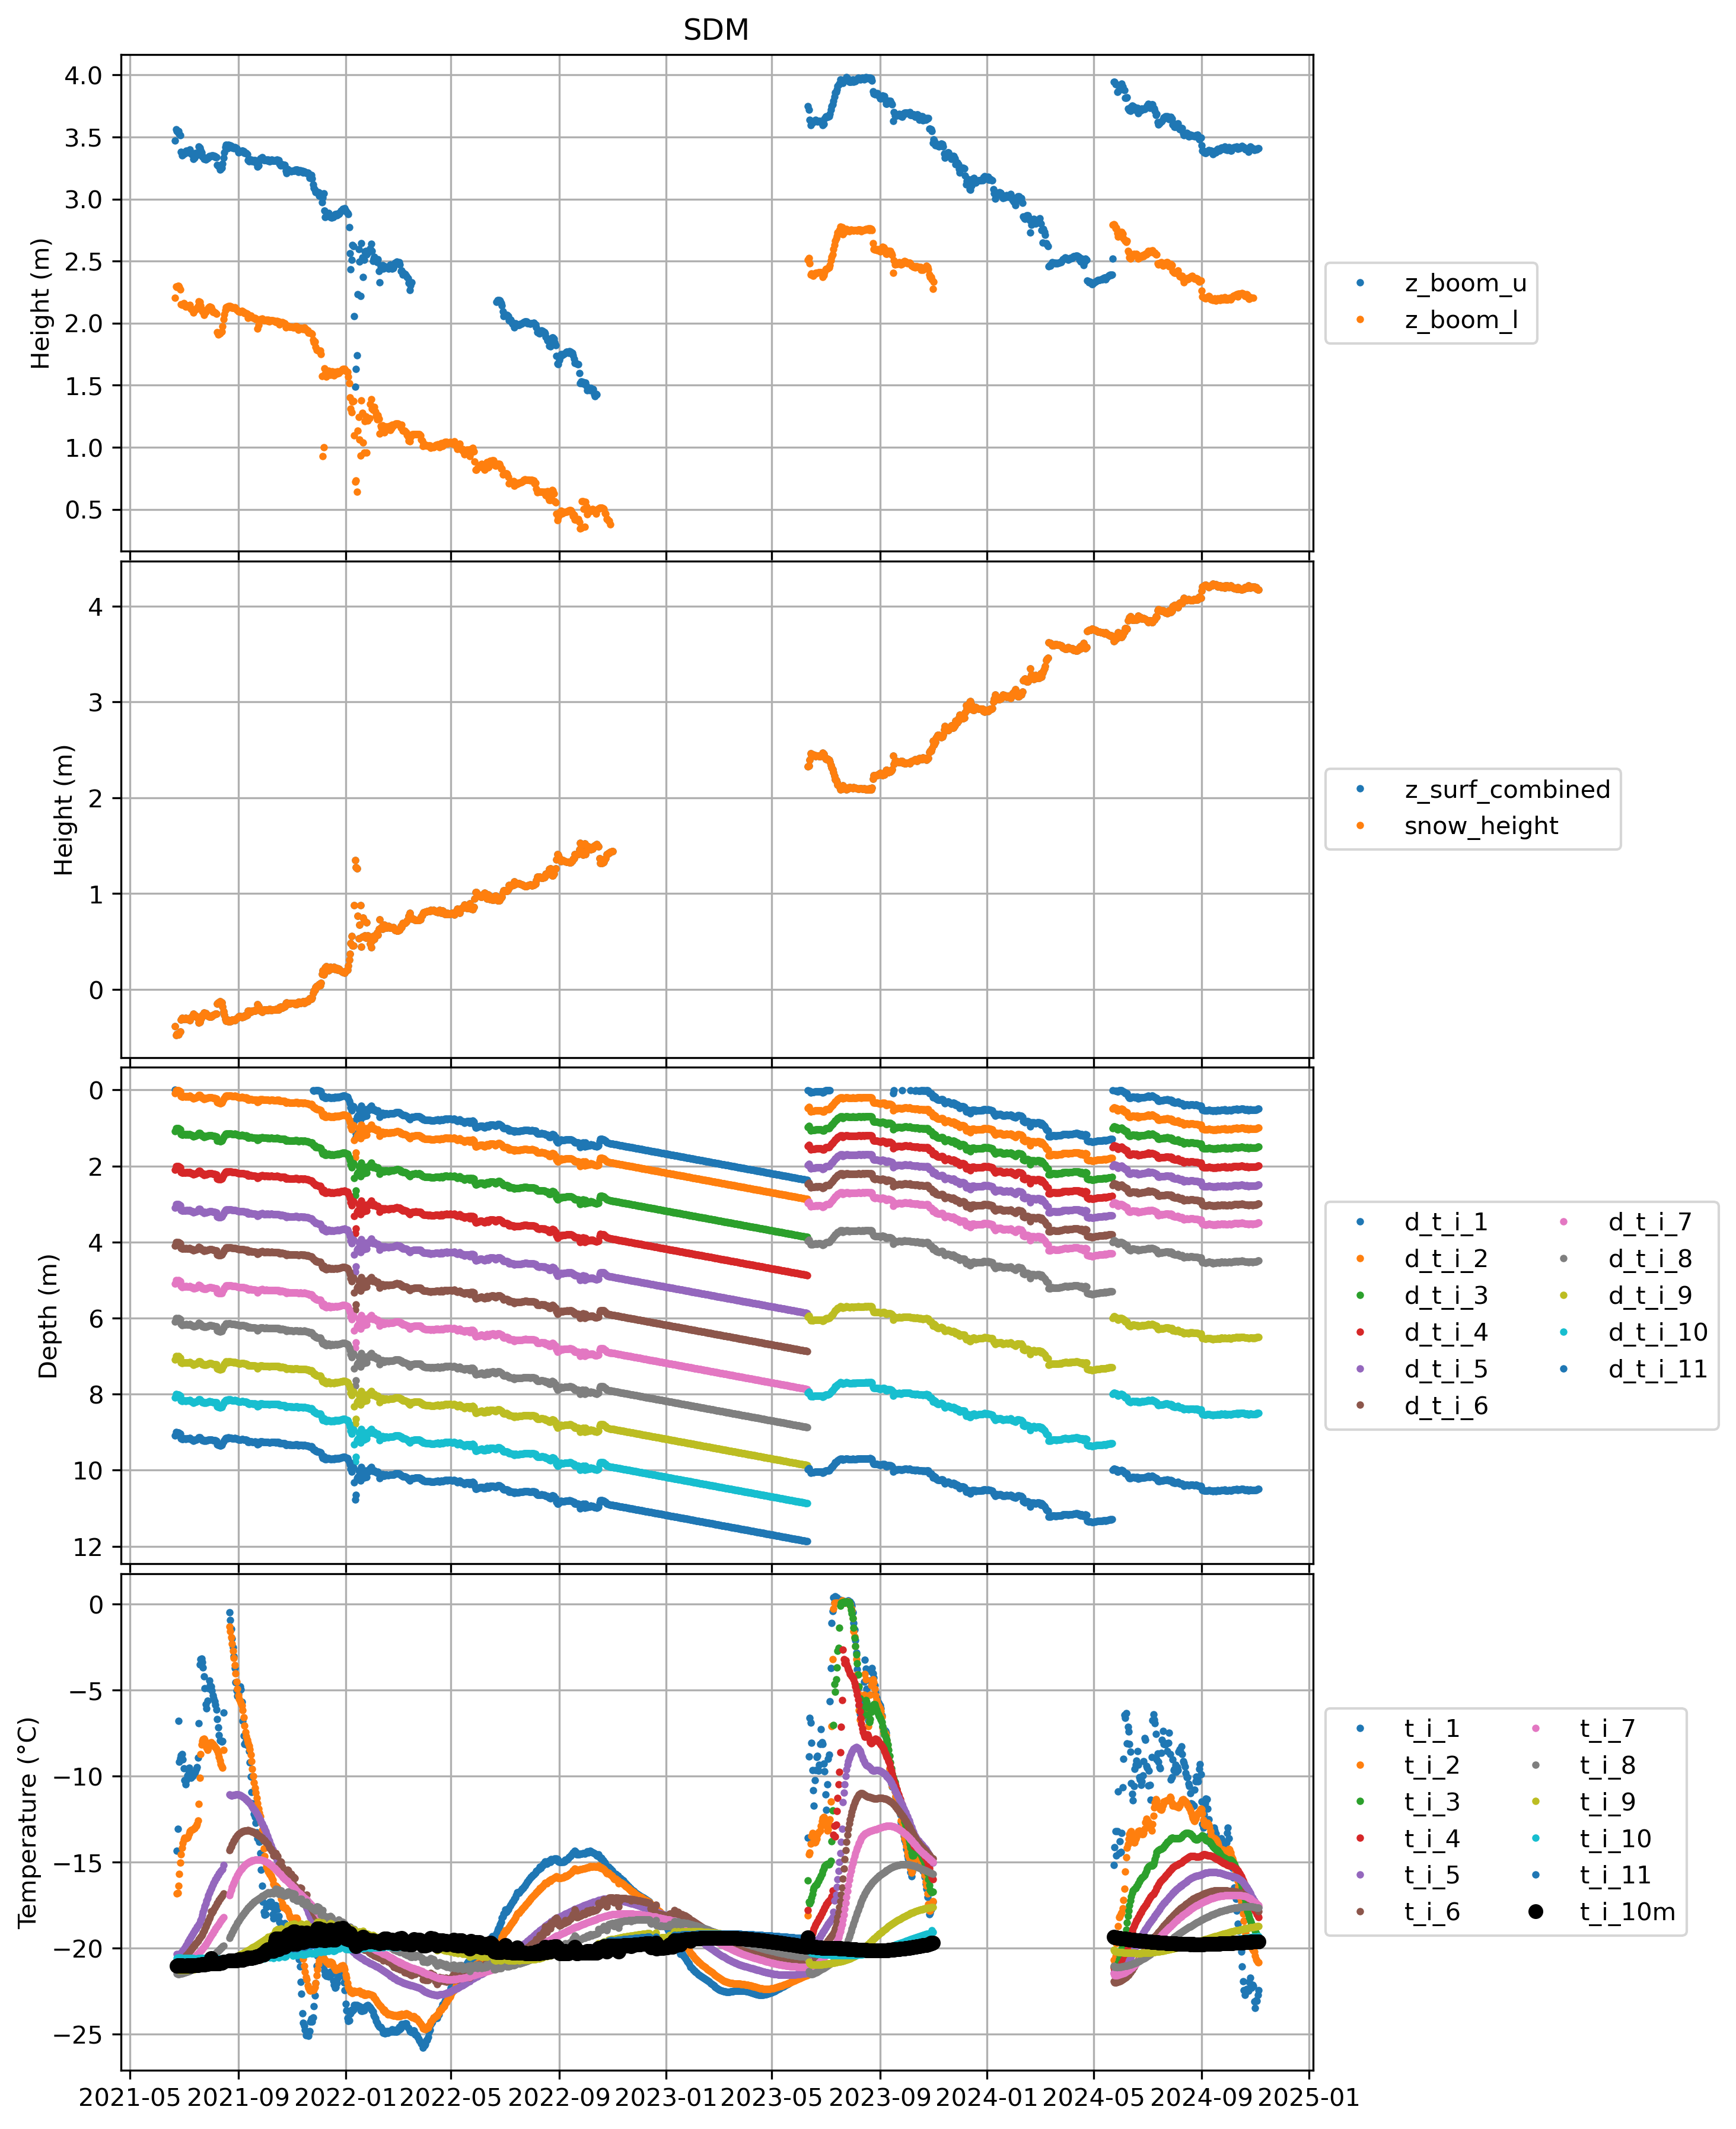 SDM
4.0
3.5
3.0
2.5
2.0
1.5
1.0
0.5
Height (m)
z_boom_u
z_boom_l
4
3
2
1
0
Height (m)
z_surf_combined
snow_height
0
2
4
6
8
10
12
Depth (m)
d_t_i_1 d_t_i_7
d_t_i_2 d_t_i_8
d_t_i_3 d_t_i_9
d_t_i_4 d_t_i_10
d_t_i_5 d_t_i_11
d_t_i_6
0
−5
−10
−15
−20
−25
Temperature (°C)
t_i_1 t_i_7
t_i_2 t_i_8
t_i_3 t_i_9
t_i_4 t_i_10
t_i_5 t_i_11
t_i_6 t_i_10m
2021-05 2021-09 2022-01 2022-05 2022-09 2023-01 2023-05 2023-09 2024-01 2024-05 2024-09 2025-01